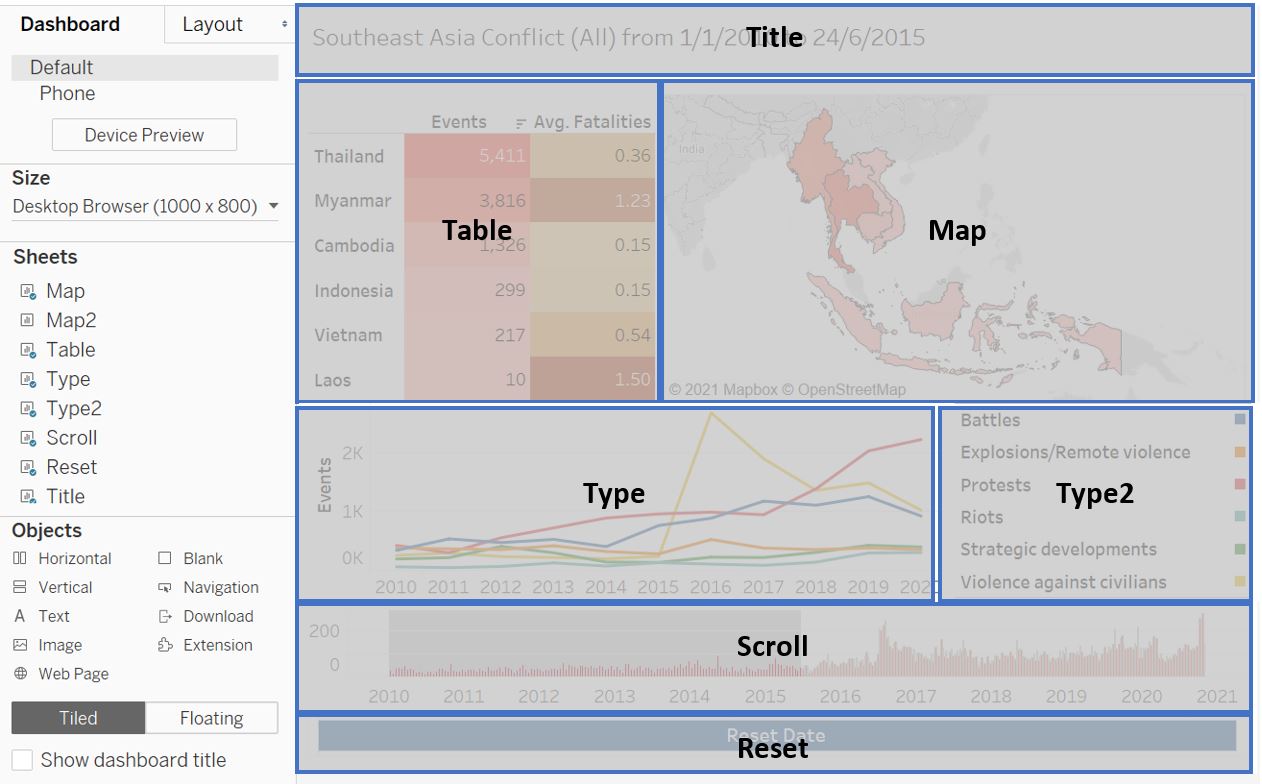 Dashboard
Layout
Default
Phone
Device Preview
Size
Desktop Browser (1000 x 800)
Sheets
Map
Map2
Table
Type
Type2
Scroll
Reset
Title
Objects
Horizontal
Blank
Vertical
Navigation
Text
Download
Image
Extension
Web Page
Tiled
Floating
Show dashboard title
Southeast Asia Conflict (All) from 1/1/20 24/6/2015
Title
Events Avg. Fatalities
Thailand 5,411 0.36
Myanmar 3,816 1.23
Cambodia 1,326 0.15
Indonesia 299 0.15
Vietnam 217 0.54
Laos 10 1.50
Table
India
Map
© 2021 Mapbox © OpenStreetMap
Events
2K
1K
0K
Type
2010 2011 2012 2013 2014 2015 2016 2017 2018 2019 202
Battles
Explosions/Remote violence
Protests
Riots
Strategic developments
Violence against civilians
Type2
200
0
Scroll
2010 2011 2012 2013 2014 2015 2016 2017 2018 2019 2020 2021
Reset Date
Reset